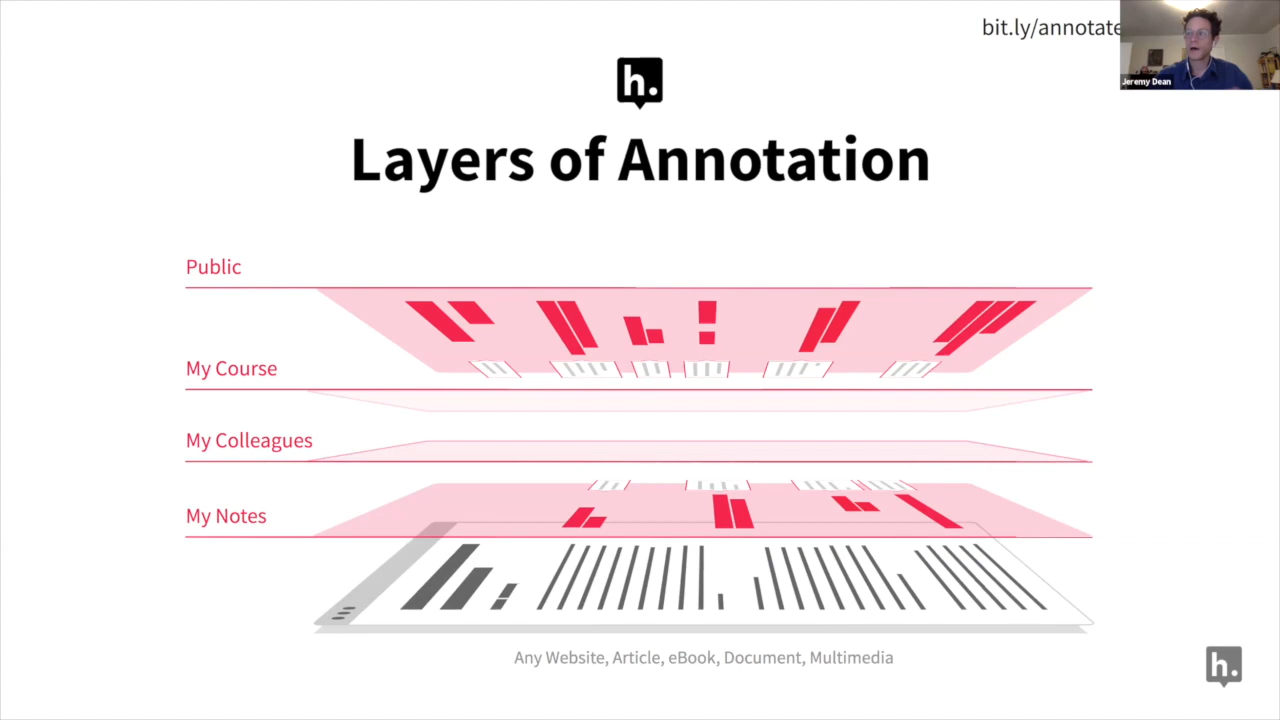 bit.ly/annotate
Jeremy Dean
h.
Layers of Annotation
Public
My Course
My Colleagues
My Notes
Any Website, Article, eBook, Document, Multimedia
h.